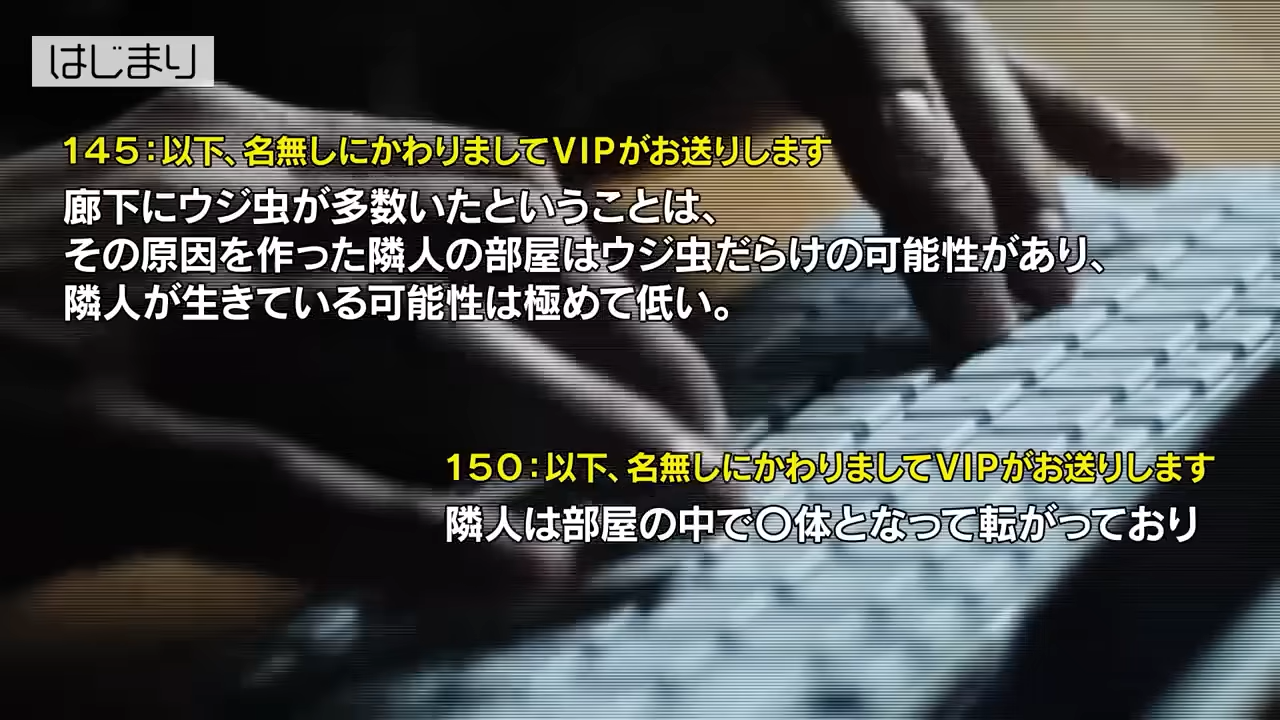 はじまり
145：以下、名無しにかわりましてVIPがお送りします
廊下にウジ虫が多数いたということは、
その原因を作った隣人の部屋はウジ虫だらけの可能性があり、
隣人が生きている可能性は極めて低い。
150：以下、名無しにかわりましてVIPがお送りします
隣人は部屋の中で〇体となって転がっており